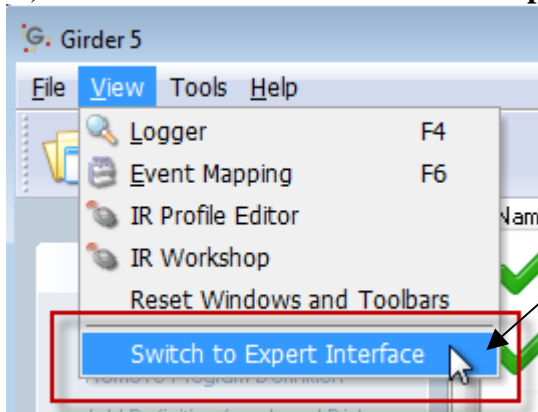 Girder 5
File View Tools Help
Logger F4
Event Mapping F6
IR Profile Editor
IR Workshop
Reset Windows and Toolbars
Switch to Expert Interface